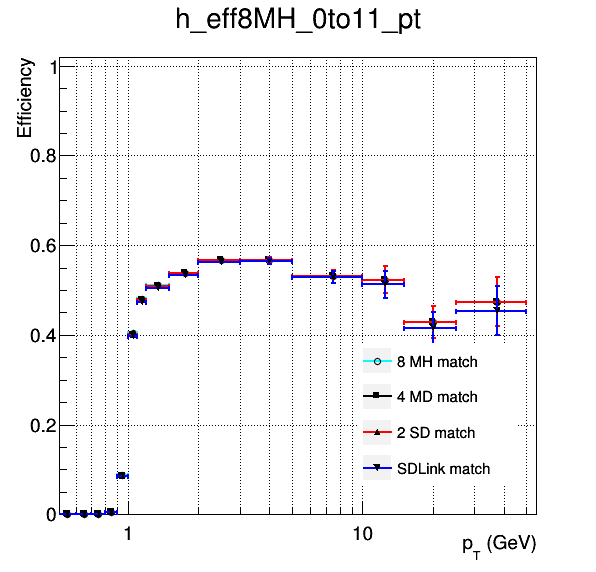 h_eff8MH_0to11_pt
Efficiency
1
0.8
0.6
0.4
0.2
0
8 MH match
4 MD match
2 SD match
SDLink match
1
10
p_T (GeV)